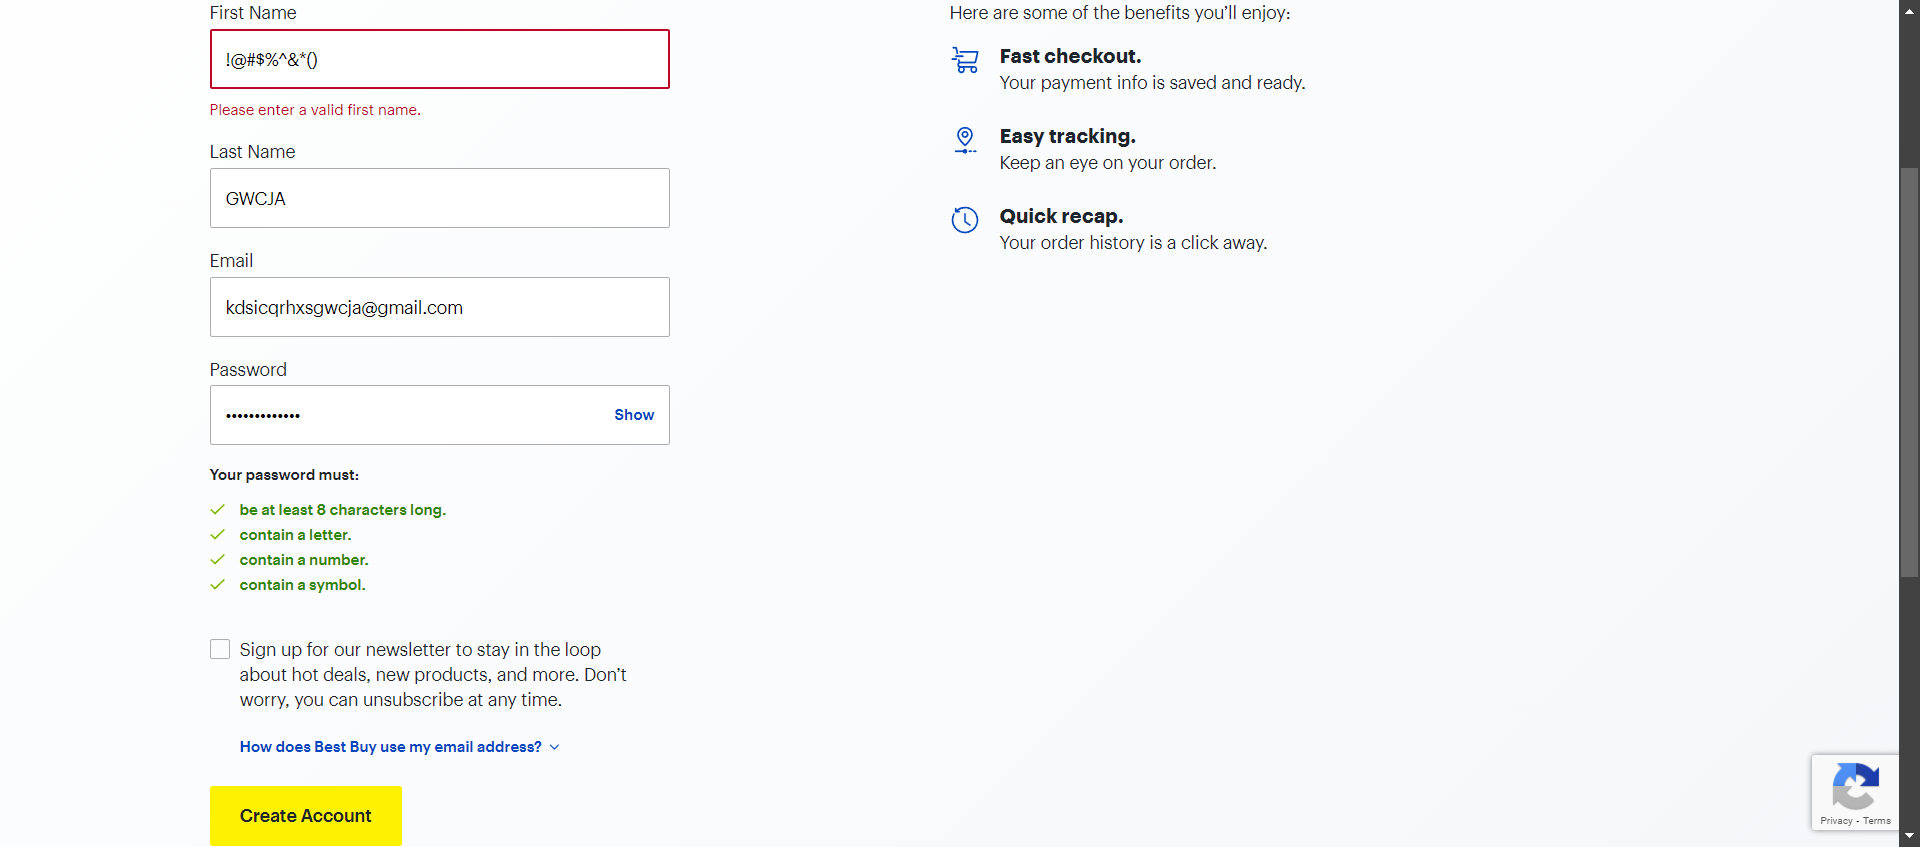 First Name
!@#$%^&*()
Please enter a valid first name.
Last Name
GWCJA
Email
kdsicqrhxsgwcja@gmail.com
Password
•••••••••••••
Show
Your password must:
be at least 8 characters long.
contain a letter.
contain a number.
contain a symbol.
Sign up for our newsletter to stay in the loop
about hot deals, new products, and more. Don't
worry, you can unsubscribe at any time.
How does Best Buy use my email address?
Create Account
Here are some of the benefits you'll enjoy:
Fast checkout.
Your payment info is saved and ready.
Easy tracking.
Keep an eye on your order.
Quick recap.
Your order history is a click away.
Privacy - Terms